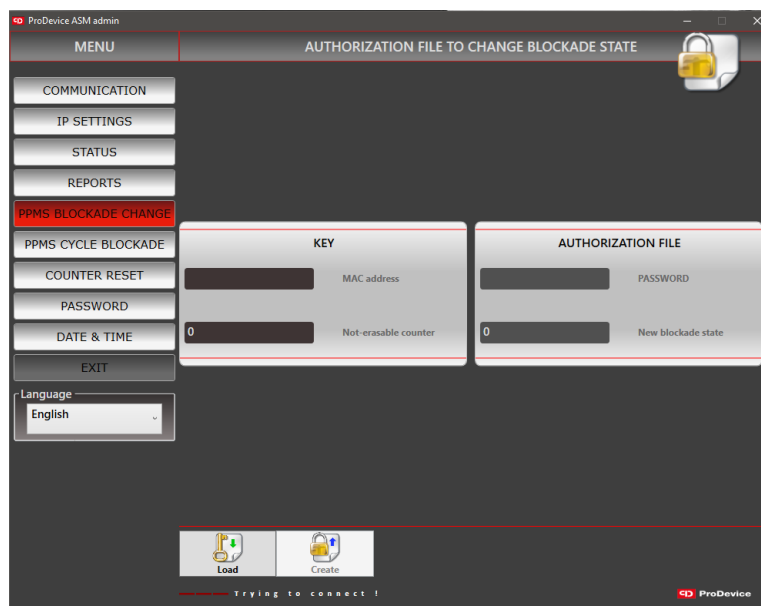 ProDevice ASM admin
MENU
AUTHORIZATION FILE TO CHANGE BLOCKADE STATE
COMMUNICATION
IP SETTINGS
STATUS
REPORTS
PPMS BLOCKADE CHANGE
PPMS CYCLE BLOCKADE
COUNTER RESET
PASSWORD
DATE & TIME
EXIT
Language
English
KEY
MAC address
0 Not-erasable counter
AUTHORIZATION FILE
PASSWORD
0 New blockade state
Load
Create
Trying to connect !
ProDevice